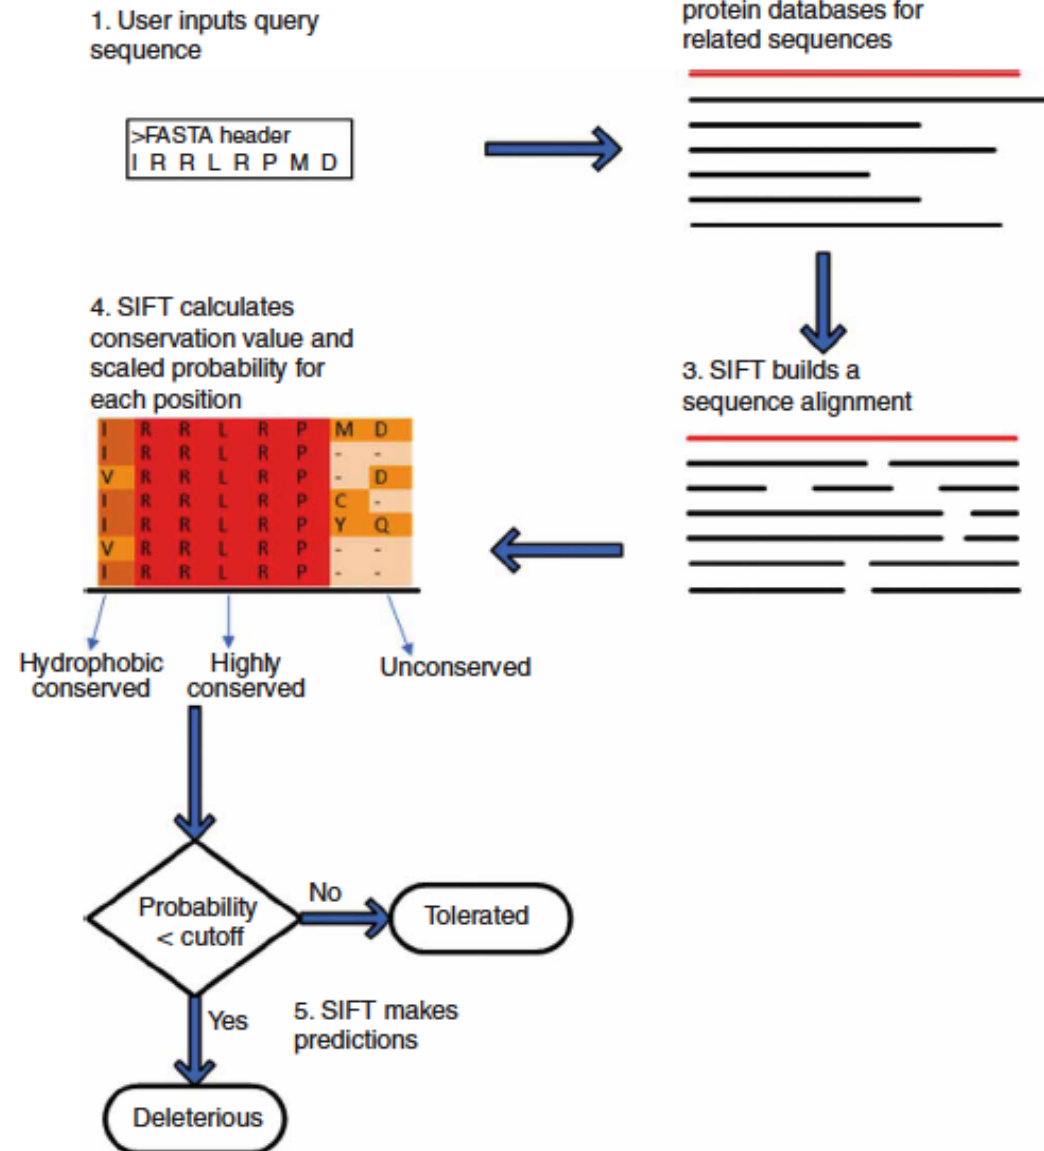 1. User inputs query
sequence
>FASTA header
I R R L R P M D
protein databases for
related sequences
3. SIFT builds a
sequence alignment
4. SIFT calculates
conservation value and
scaled probability for
each position
I R R L R P M D
I R R L R P - -
V R R L R P - D
I R R L R P C -
I R R L R P Y Q
V R R L R P - -
I R R L R P - -
Hydrophobic
conserved
Highly
conserved
Unconserved
Probability
< cutoff
No
Tolerated
Yes
5. SIFT makes
predictions
Deleterious